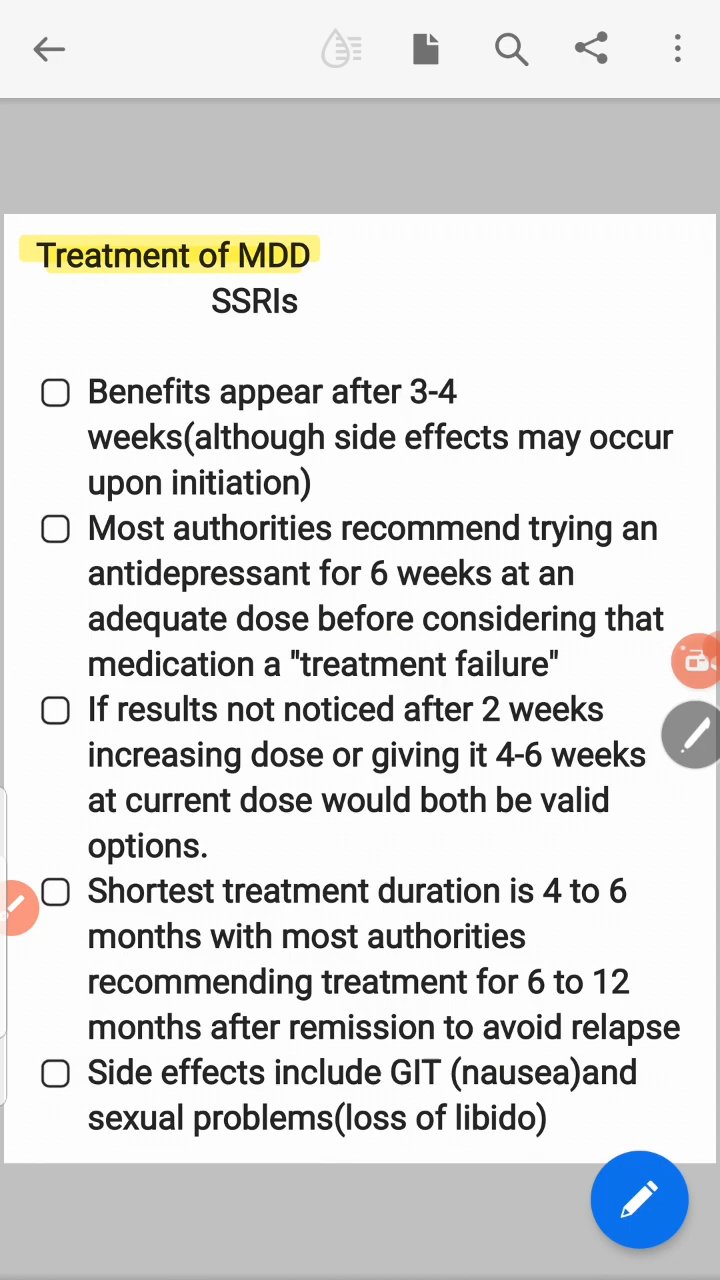 Treatment of MDD
SSRIs
Benefits appear after 3-4
weeks(although side effects may occur
upon initiation)
Most authorities recommend trying an
antidepressant for 6 weeks at an
adequate dose before considering that
medication a "treatment failure"
If results not noticed after 2 weeks
increasing dose or giving it 4-6 weeks
at current dose would both be valid
options.
Shortest treatment duration is 4 to 6
months with most authorities
recommending treatment for 6 to 12
months after remission to avoid relapse
Side effects include GIT (nausea)and
sexual problems(loss of libido)